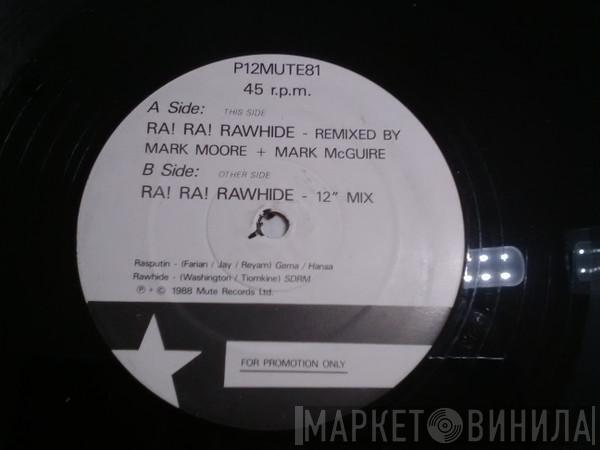 P12MUTE81
45 r.p.m.
A Side: THIS SIDE
RA! RA! RAWHIDE - REMIXED BY
MARK MOORE + MARK McGUIRE
B Side: OTHER SIDE
RA! RA! RAWHIDE - 12" MIX
Rasputin - (Farian / Jay / Reyam) Gema / Hansa
Rawhide - (Washington / Tiomkine) SDRM
℗ + © 1988 Mute Records Ltd.
FOR PROMOTION ONLY
МАРКЕТ ВИНИЛА